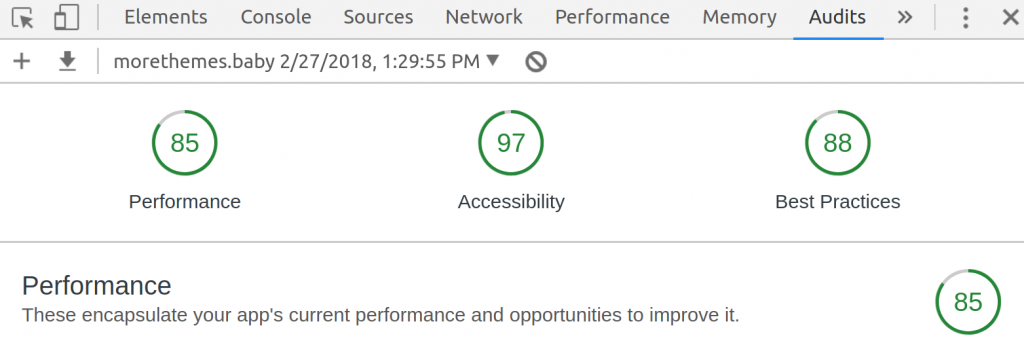 Elements Console Sources Network Performance Memory Audits »
morethemes.baby 2/27/2018, 1:29:55 PM ▼
85 97 88
Performance Accessibility Best Practices
Performance 85
These encapsulate your app's current performance and opportunities to improve it.